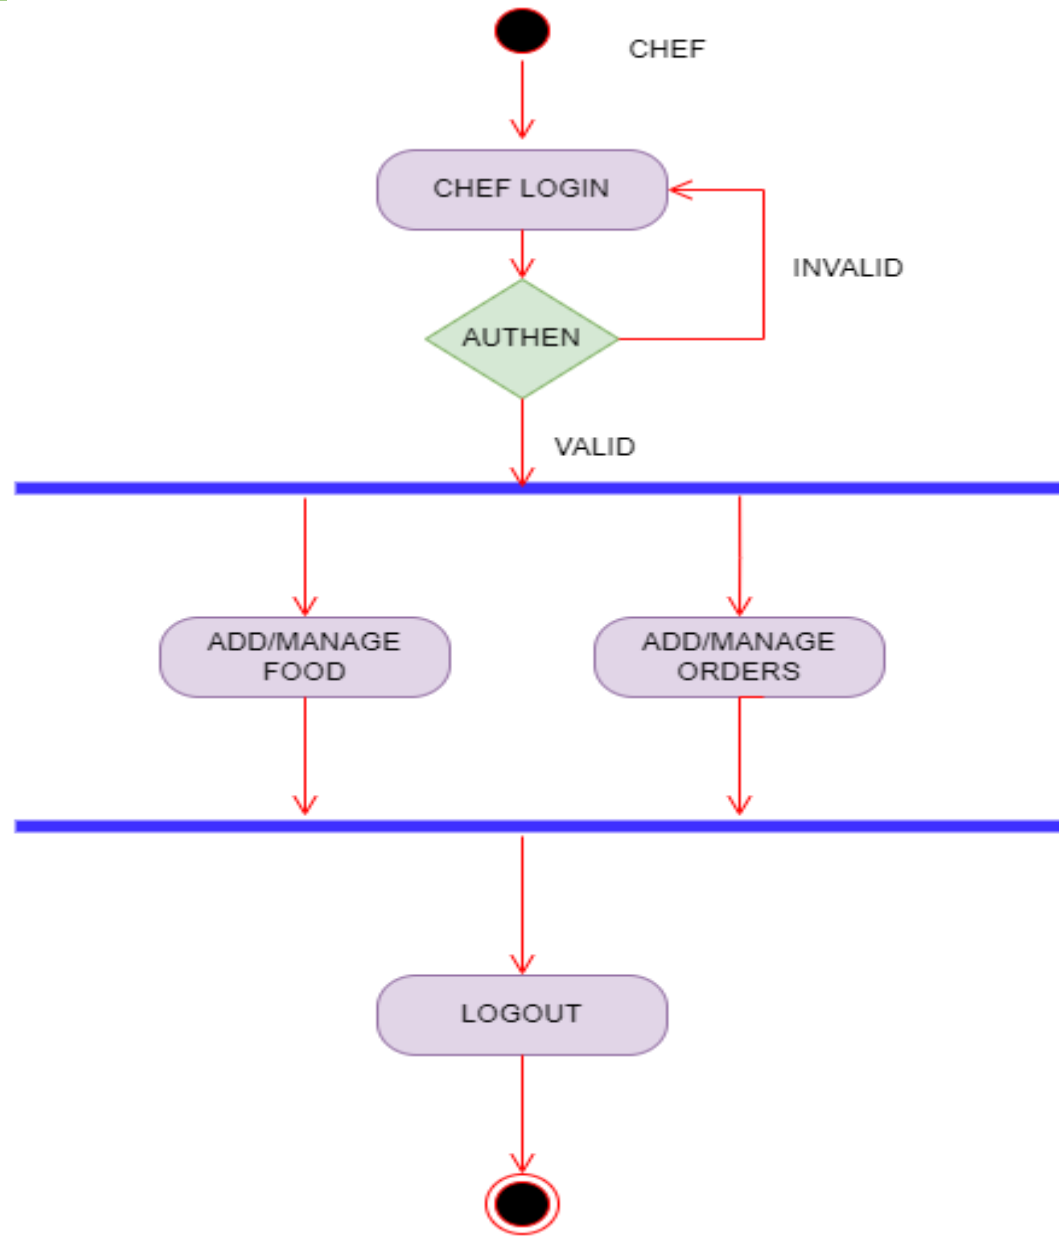 CHEF
CHEF LOGIN
INVALID
AUTHEN
VALID
ADD/MANAGE
FOOD
ADD/MANAGE
ORDERS
LOGOUT